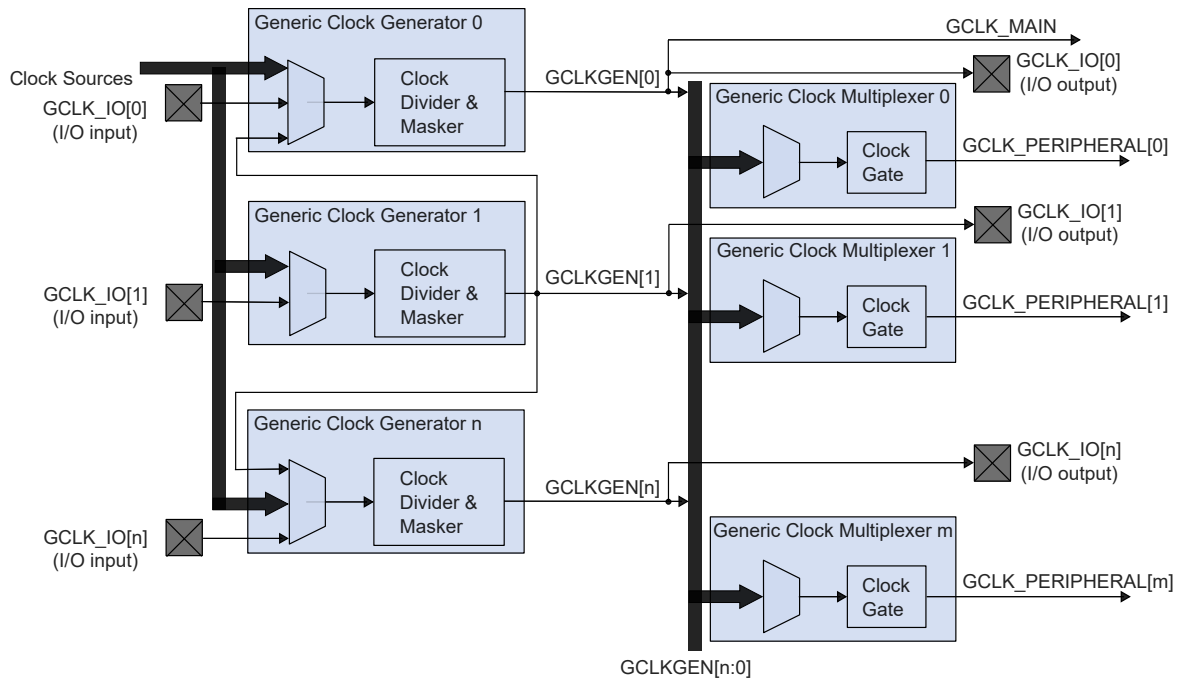 Generic Clock Generator 0
Clock Sources
GCLK_IO[0]
(I/O input)
Clock
Divider &
Masker
GCLKGEN[0]
GCLK_MAIN
GCLK_IO[0]
(I/O output)
Generic Clock Multiplexer 0
Clock
Gate
GCLK_PERIPHERAL[0]
Generic Clock Generator 1
GCLK_IO[1]
(I/O input)
Clock
Divider &
Masker
GCLKGEN[1]
GCLK_IO[1]
(I/O output)
Generic Clock Multiplexer 1
Clock
Gate
GCLK_PERIPHERAL[1]
Generic Clock Generator n
GCLK_IO[n]
(I/O input)
Clock
Divider &
Masker
GCLKGEN[n]
GCLK_IO[n]
(I/O output)
Generic Clock Multiplexer m
Clock
Gate
GCLK_PERIPHERAL[m]
GCLKGEN[n:0]